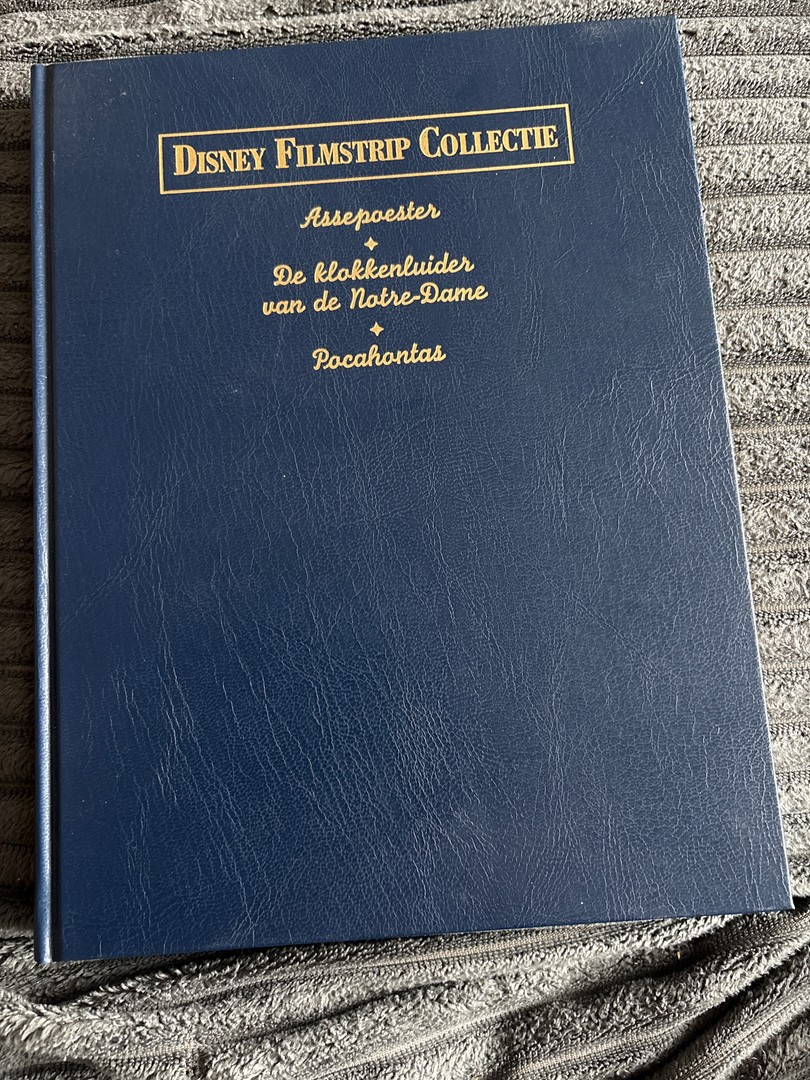 DISNEY FILMSTRIP COLLECTIE
Assepoester
De klokkenluider
van de Notre-Dame
Pocahontas